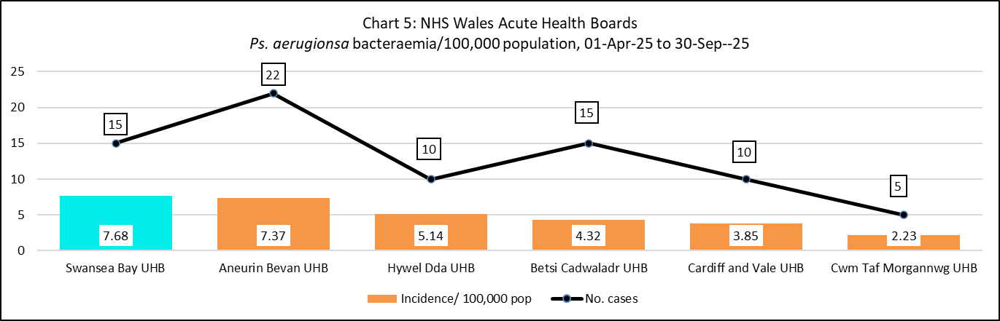 Chart 5: NHS Wales Acute Health Boards
Ps. aerugionsa bacteraemia/100,000 population, 01-Apr-25 to 30-Sep--25
25
20
15
10
5
0
15
22
10
15
10
5
7.68
7.37
5.14
4.32
3.85
2.23
Swansea Bay UHB
Aneurin Bevan UHB
Hywel Dda UHB
Betsi Cadwaladr UHB
Cardiff and Vale UHB
Cwm Taf Morgannwg UHB
Incidence/ 100,000 pop
No. cases